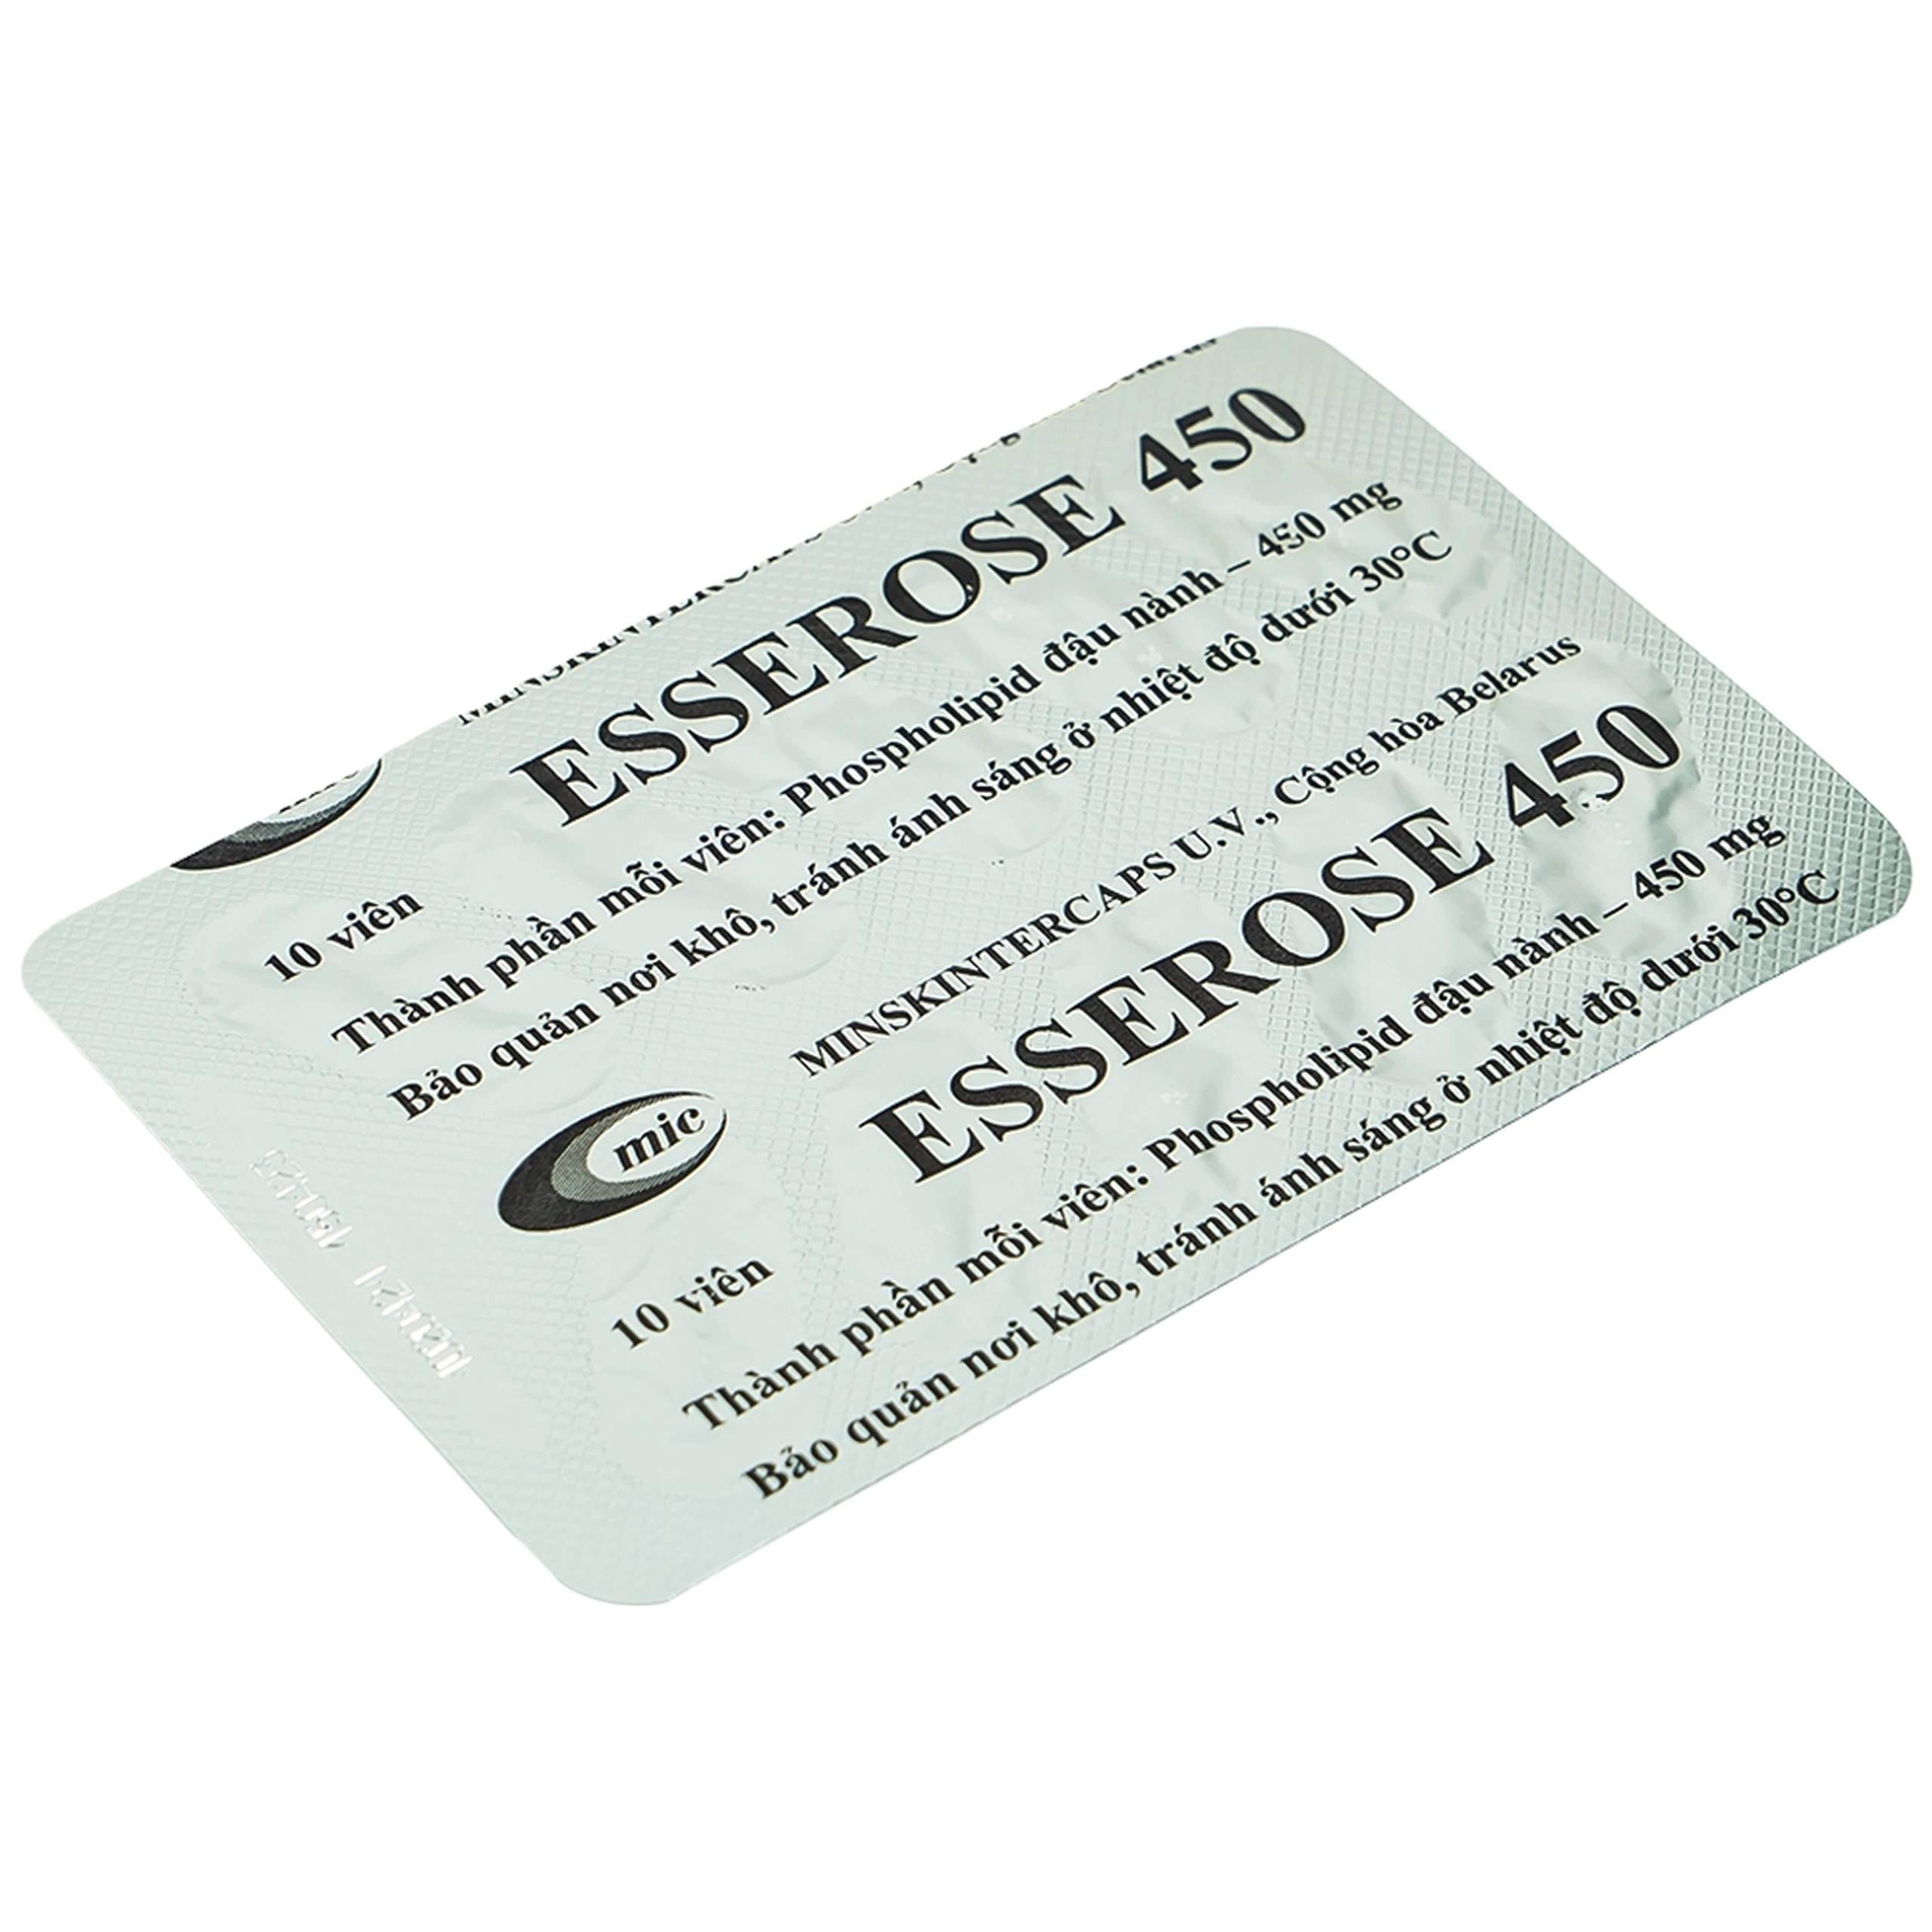 ESSEROSE 450
10 viên
Thành phần mỗi viên: Phospholipid đậu nành – 450 mg
Bảo quản nơi khô, tránh ánh sáng ở nhiệt độ dưới 30°C
mic
MINSKINTERCAPS U.V., Cộng hòa Belarus
ESSEROSE 450
10 viên
Thành phần mỗi viên: Phospholipid đậu nành – 450 mg
Bảo quản nơi khô, tránh ánh sáng ở nhiệt độ dưới 30°C